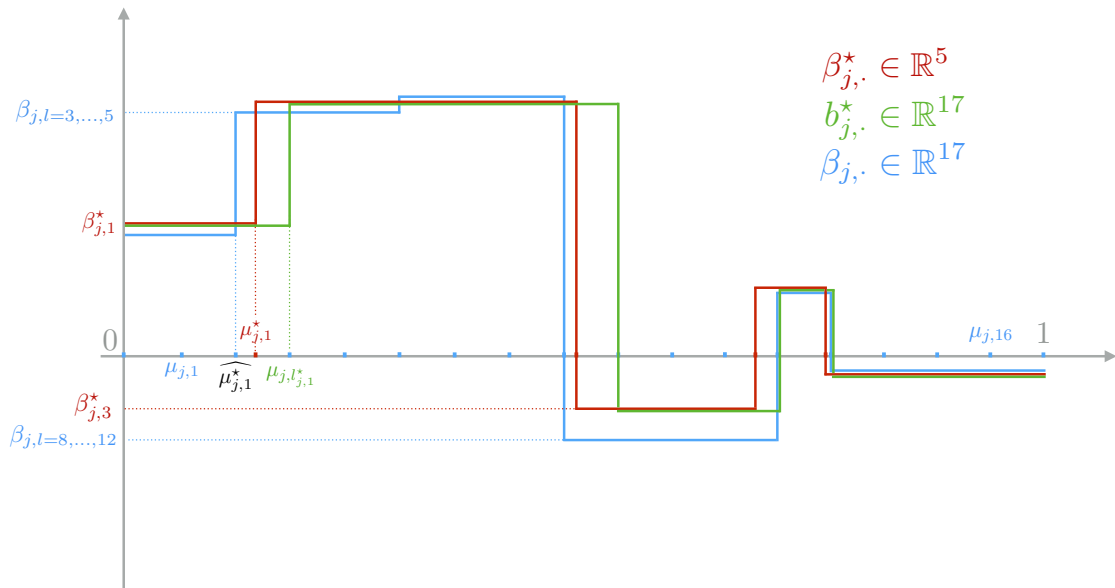 β⋆j,· ∈ ℝ⁵
b⋆j,· ∈ ℝ¹⁷
βj,· ∈ ℝ¹⁷
βj,l=3,...,5
β⋆j,1
0
μ⋆j,1
μj,16
1
μj,1
μ⋆j,1^
μj,l⋆j,1
β⋆j,3
βj,l=8,...,12